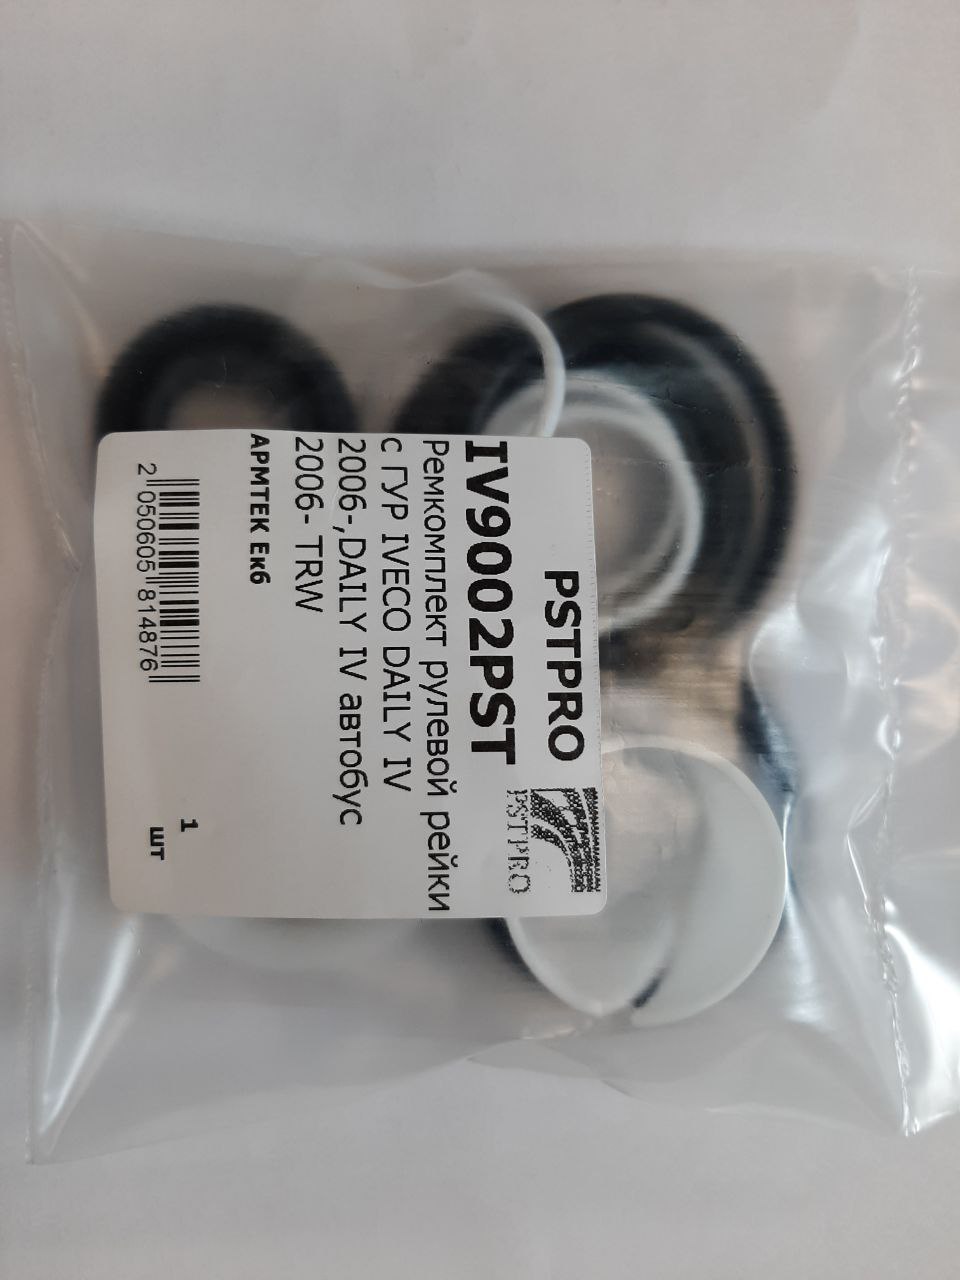 PSTPRO
PSTPRO
IV9002PST
Ремкомплект рулевой рейки
с ГУР IVECO DAILY IV
2006-,DAILY IV автобус
2006- TRW
АРМТЕК Екб
1
шт
2 050605 814876